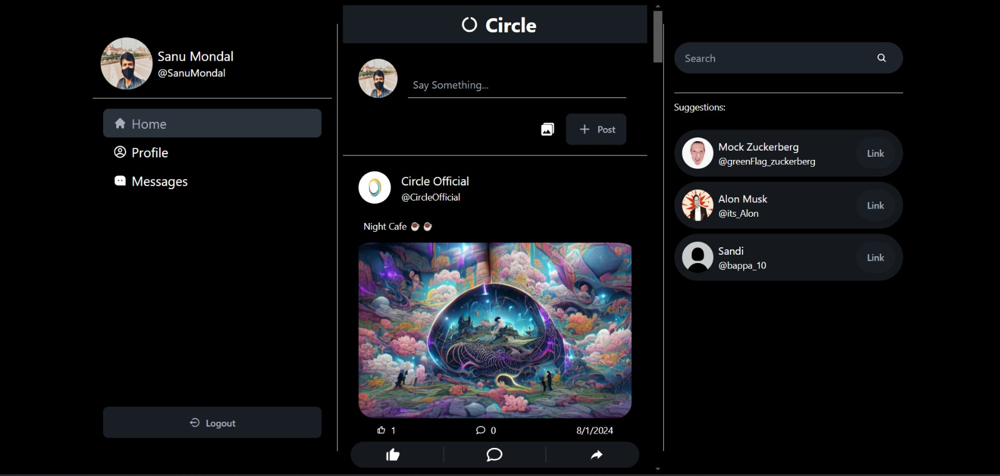 Sanu Mondal
@SanuMondal
Home
Profile
Messages
Logout
Circle
Say Something...
Post
Circle Official
@CircleOfficial
Night Cafe ☕ ☕
1
0
8/1/2024
Search
Suggestions:
Mock Zuckerberg
@greenFlag_zuckerberg
Link
Alon Musk
@its_Alon
Link
Sandi
@bappa_10
Link